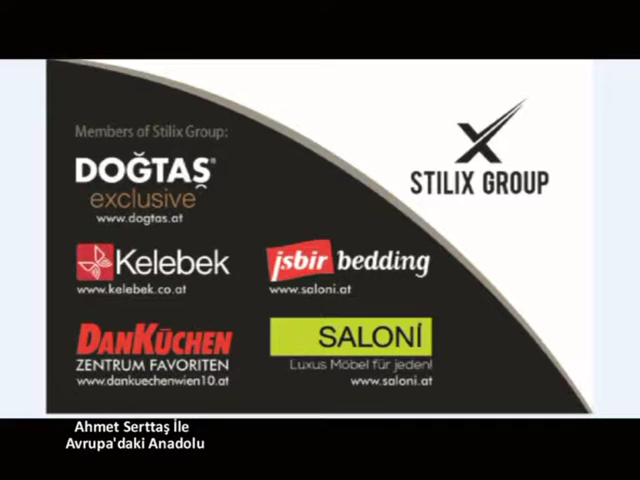 Members of Stilix Group:
DOĞTAŞ®
exclusive
www.dogtas.at
STILIX GROUP
Kelebek
www.kelebek.co.at
işbir bedding
www.saloni.at
DANKÜCHEN
ZENTRUM FAVORITEN
www.dankuechenwien10.at
SALONÍ
Luxus Möbel für jeden!
www.saloni.at
Ahmet Serttaş İle
Avrupa'daki Anadolu